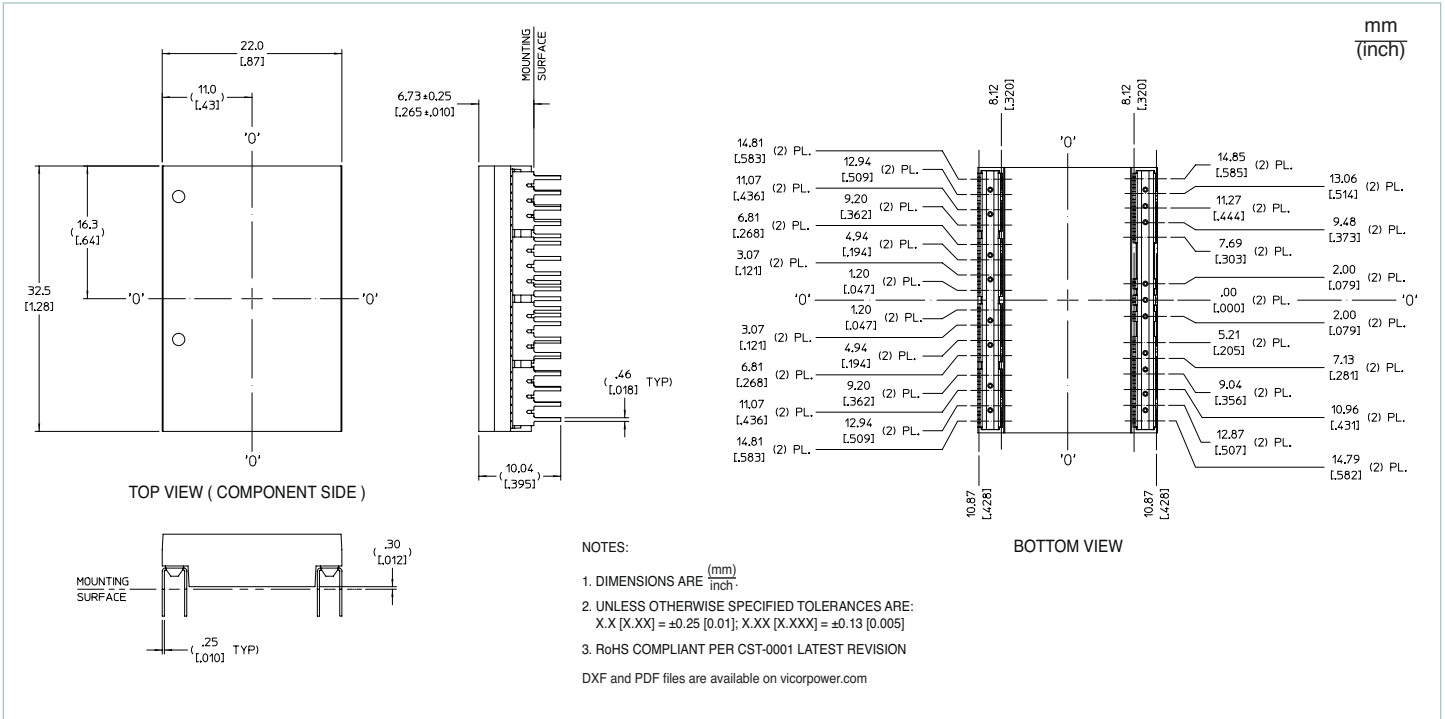 mm
(inch)
22.0
[.87]
(11.0
[.43])
'O'
32.5
[1.28]
(16.3
[.64])
'O'
'O'
'O'
TOP VIEW ( COMPONENT SIDE )
MOUNTING
SURFACE
6.73±0.25
[.265±.010]
(.46
[.018] TYP)
(10.04
[.395])
MOUNTING
SURFACE
(.30
[.012])
(.25
[.010] TYP)
8.12
[.320]
8.12
[.320]
'O'
14.81
[.583] (2) PL.
12.94
[.509] (2) PL.
11.07
[.436] (2) PL.
9.20
[.362] (2) PL.
6.81
[.268] (2) PL.
4.94
[.194] (2) PL.
3.07
[.121] (2) PL.
1.20
[.047] (2) PL.
'O'
1.20
[.047] (2) PL.
3.07
[.121] (2) PL.
4.94
[.194] (2) PL.
6.81
[.268] (2) PL.
9.20
[.362] (2) PL.
11.07
[.436] (2) PL.
12.94
[.509] (2) PL.
14.81
[.583] (2) PL.
14.85
[.585] (2) PL.
13.06
[.514] (2) PL.
11.27
[.444] (2) PL.
9.48
[.373] (2) PL.
7.69
[.303] (2) PL.
2.00
[.079] (2) PL.
.00
[.000] (2) PL.
'O'
2.00
[.079] (2) PL.
5.21
[.205] (2) PL.
7.13
[.281] (2) PL.
9.04
[.356] (2) PL.
10.96
[.431] (2) PL.
12.87
[.507] (2) PL.
14.79
[.582] (2) PL.
'O'
10.87
[.428]
10.87
[.428]
BOTTOM VIEW
NOTES:
1. DIMENSIONS ARE (mm)
inch.
2. UNLESS OTHERWISE SPECIFIED TOLERANCES ARE:
X.X [X.XX] = ±0.25 [0.01]; X.XX [X.XXX] = ±0.13 [0.005]
3. RoHS COMPLIANT PER CST-0001 LATEST REVISION
DXF and PDF files are available on vicorpower.com